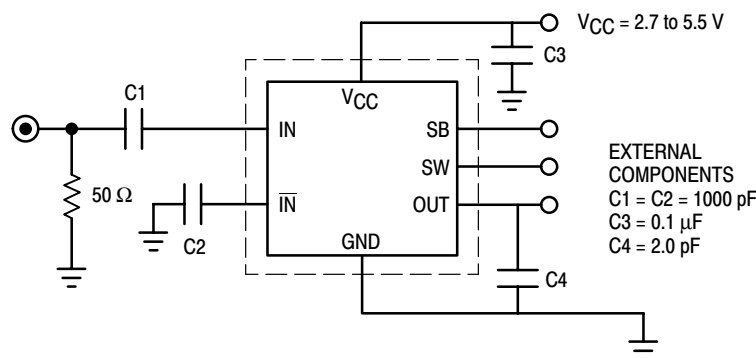 V_CC = 2.7 to 5.5 V
C3
C1
V_CC
IN
SB
SW
50 Ω
I̅N̅
OUT
C2
GND
C4
EXTERNAL
COMPONENTS
C1 = C2 = 1000 pF
C3 = 0.1 μF
C4 = 2.0 pF